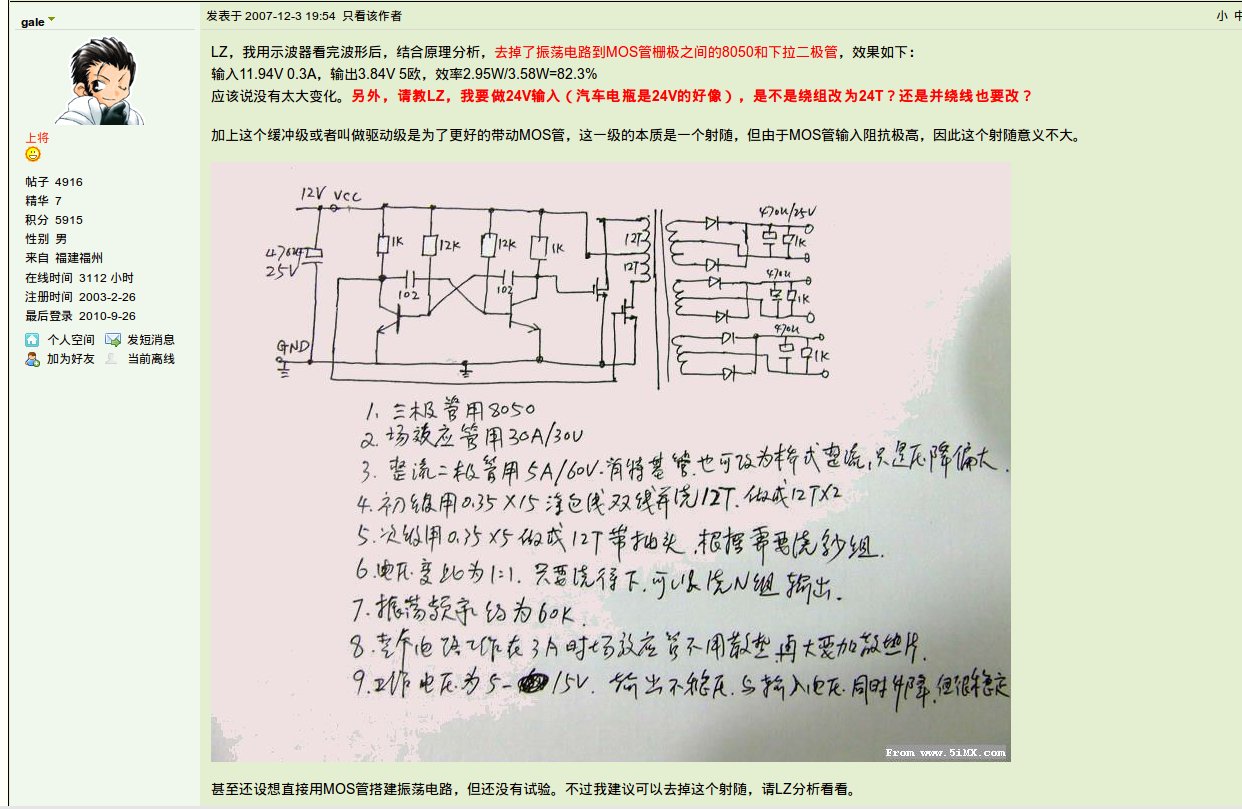 gale
发表于 2007-12-3 19:54 只看该作者
小 中
LZ，我用示波器看完波形后，结合原理分析，去掉了振荡电路到MOS管栅极之间的8050和下拉二极管，效果如下：
输入11.94V 0.3A，输出3.84V 5欧，效率2.95W/3.58W=82.3%
应该说没有太大变化。另外，请教LZ，我要做24V输入（汽车电瓶是24V的好像），是不是绕组改为24T？还是并绕线也要改？
上将
加上这个缓冲级或者叫做驱动级是为了更好的带动MOS管，这一级的本质是一个射随，但由于MOS管输入阻抗极高，因此这个射随意义不大。
帖子 4916
精华 7
积分 5915
性别 男
来自 福建福州
在线时间 3112 小时
注册时间 2003-2-26
最后登录 2010-9-26
个人空间 发短消息
加为好友 当前离线
12V VCC
470u/25V
1K 12K 12K 1K
12T
1K
470u
25V
12T
470u
102 102
1K
470u
GND
1K
1、三极管用8050
2、场效应管用30A/30V
3、整流二极管用5A/60V肖特基管，也可改为桥式整流，只是压降偏大．
4、初级用0.35×15漆包线双线并绕12T，做成12T×2
5、次级用0.35×5做成12T带抽头，根据需要绕多少组．
6、电压变比为1:1，只要绕得下，可以绕N组输出．
7、振荡频率约为60K．
8、整个电路工作在3A时场效应管不用散热，再大要加散热片．
9、工作电压为5-15V．输出不稳压，与输入电压同时升降，但很稳定
From www.5iMX.com
甚至还设想直接用MOS管搭建振荡电路，但还没有试验。不过我建议可以去掉这个射随，请LZ分析看看。